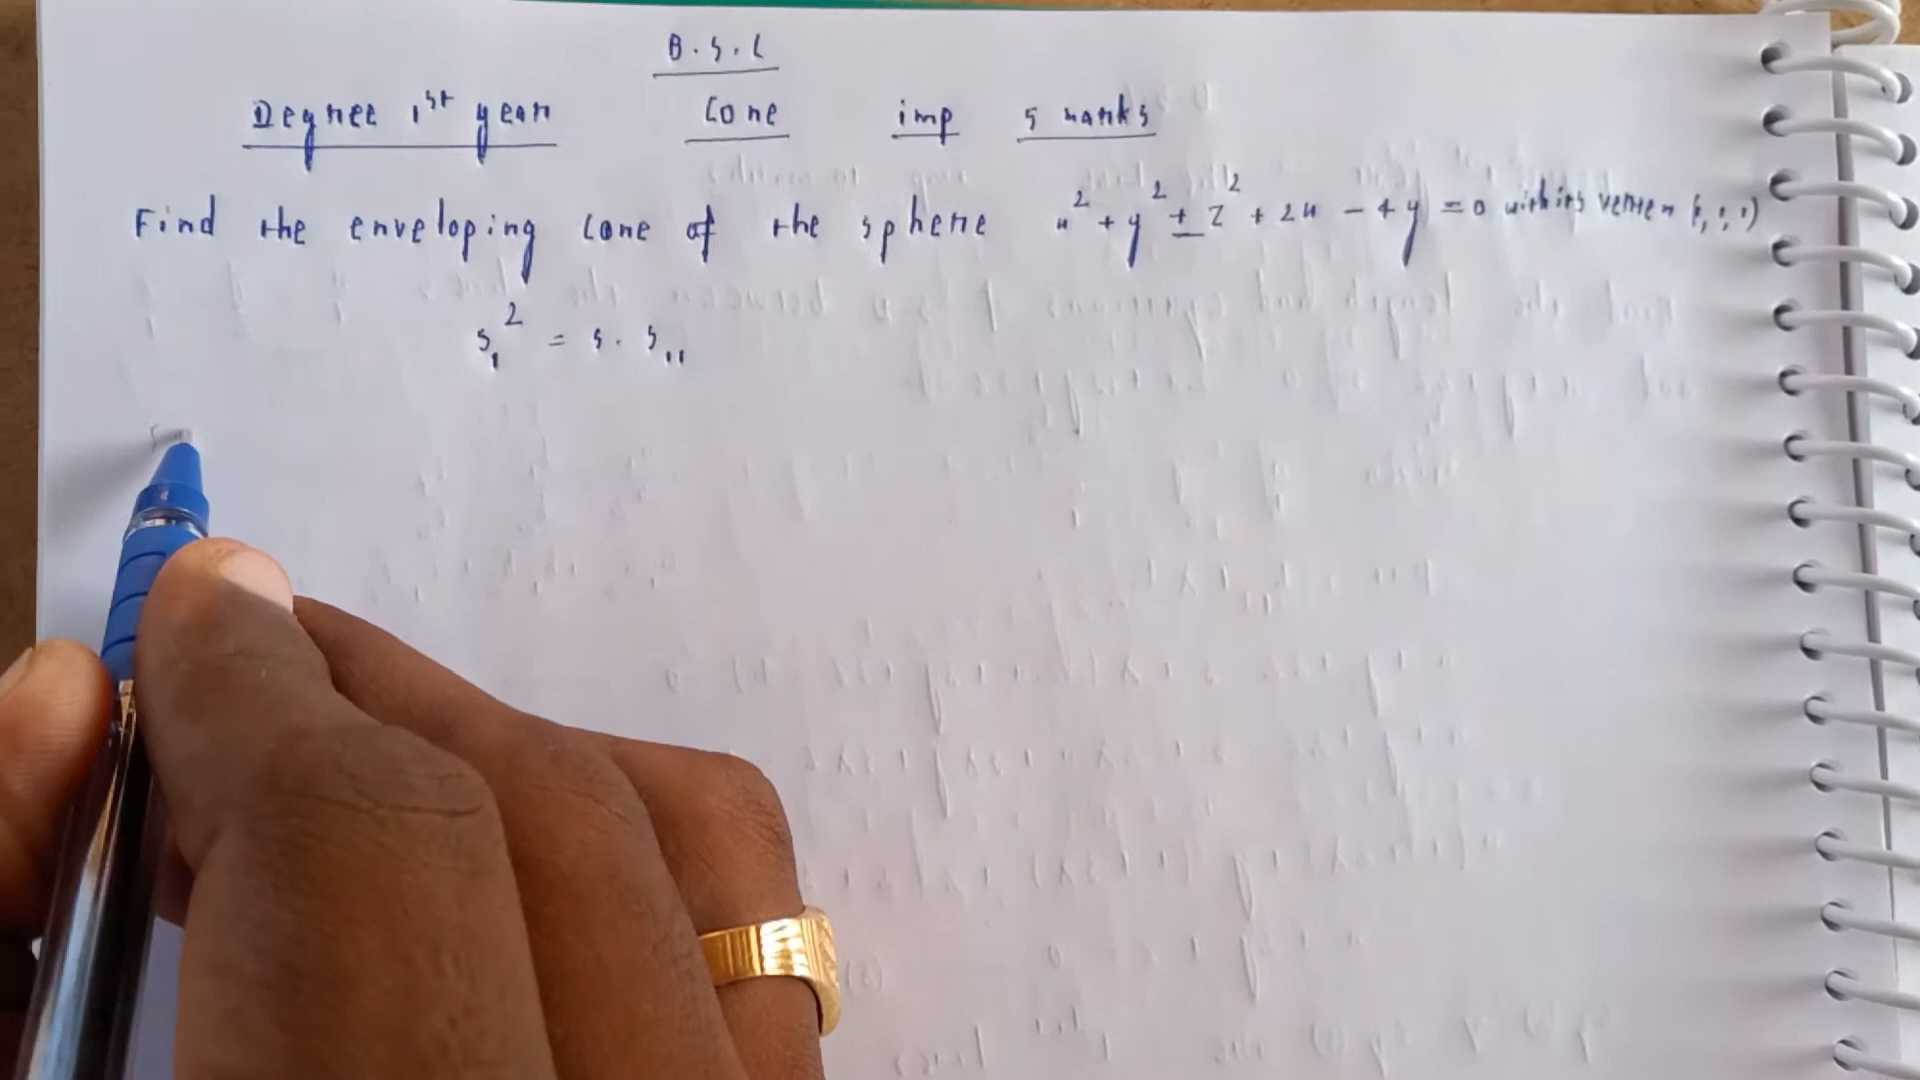 B.S.C
Degree 1st year Cone imp 5 marks
Find the enveloping cone of the sphere x² + y² + z² + 2x - 4y = 0 with its vertex (1, 1, 1)
S₁² = S . S₁₁